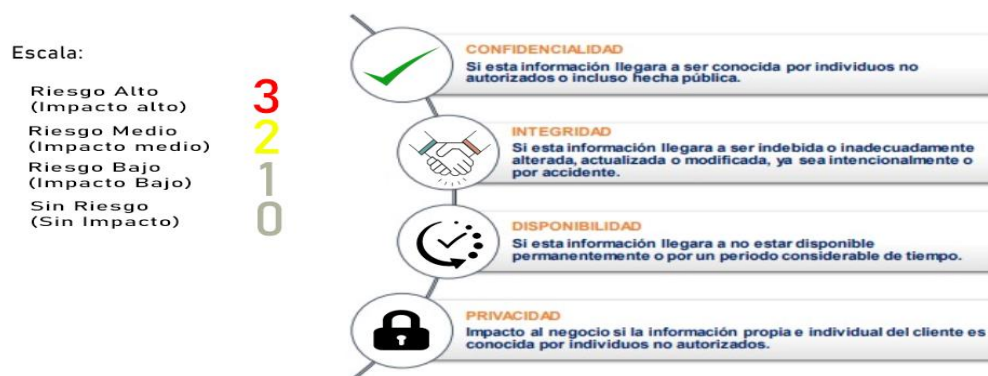 Escala:
Riesgo Alto
(Impacto alto)
3
Riesgo Medio
(Impacto medio)
2
Riesgo Bajo
(Impacto Bajo)
1
Sin Riesgo
(Sin Impacto)
0
CONFIDENCIALIDAD
Si esta información llegara a ser conocida por individuos no
autorizados o incluso hecha pública.
INTEGRIDAD
Si esta información llegara a ser indebida o inadecuadamente
alterada, actualizada o modificada, ya sea intencionalmente o
por accidente.
DISPONIBILIDAD
Si esta información llegara a no estar disponible
permanentemente o por un periodo considerable de tiempo.
PRIVACIDAD
Impacto al negocio si la información propia e individual del cliente es
conocida por individuos no autorizados.